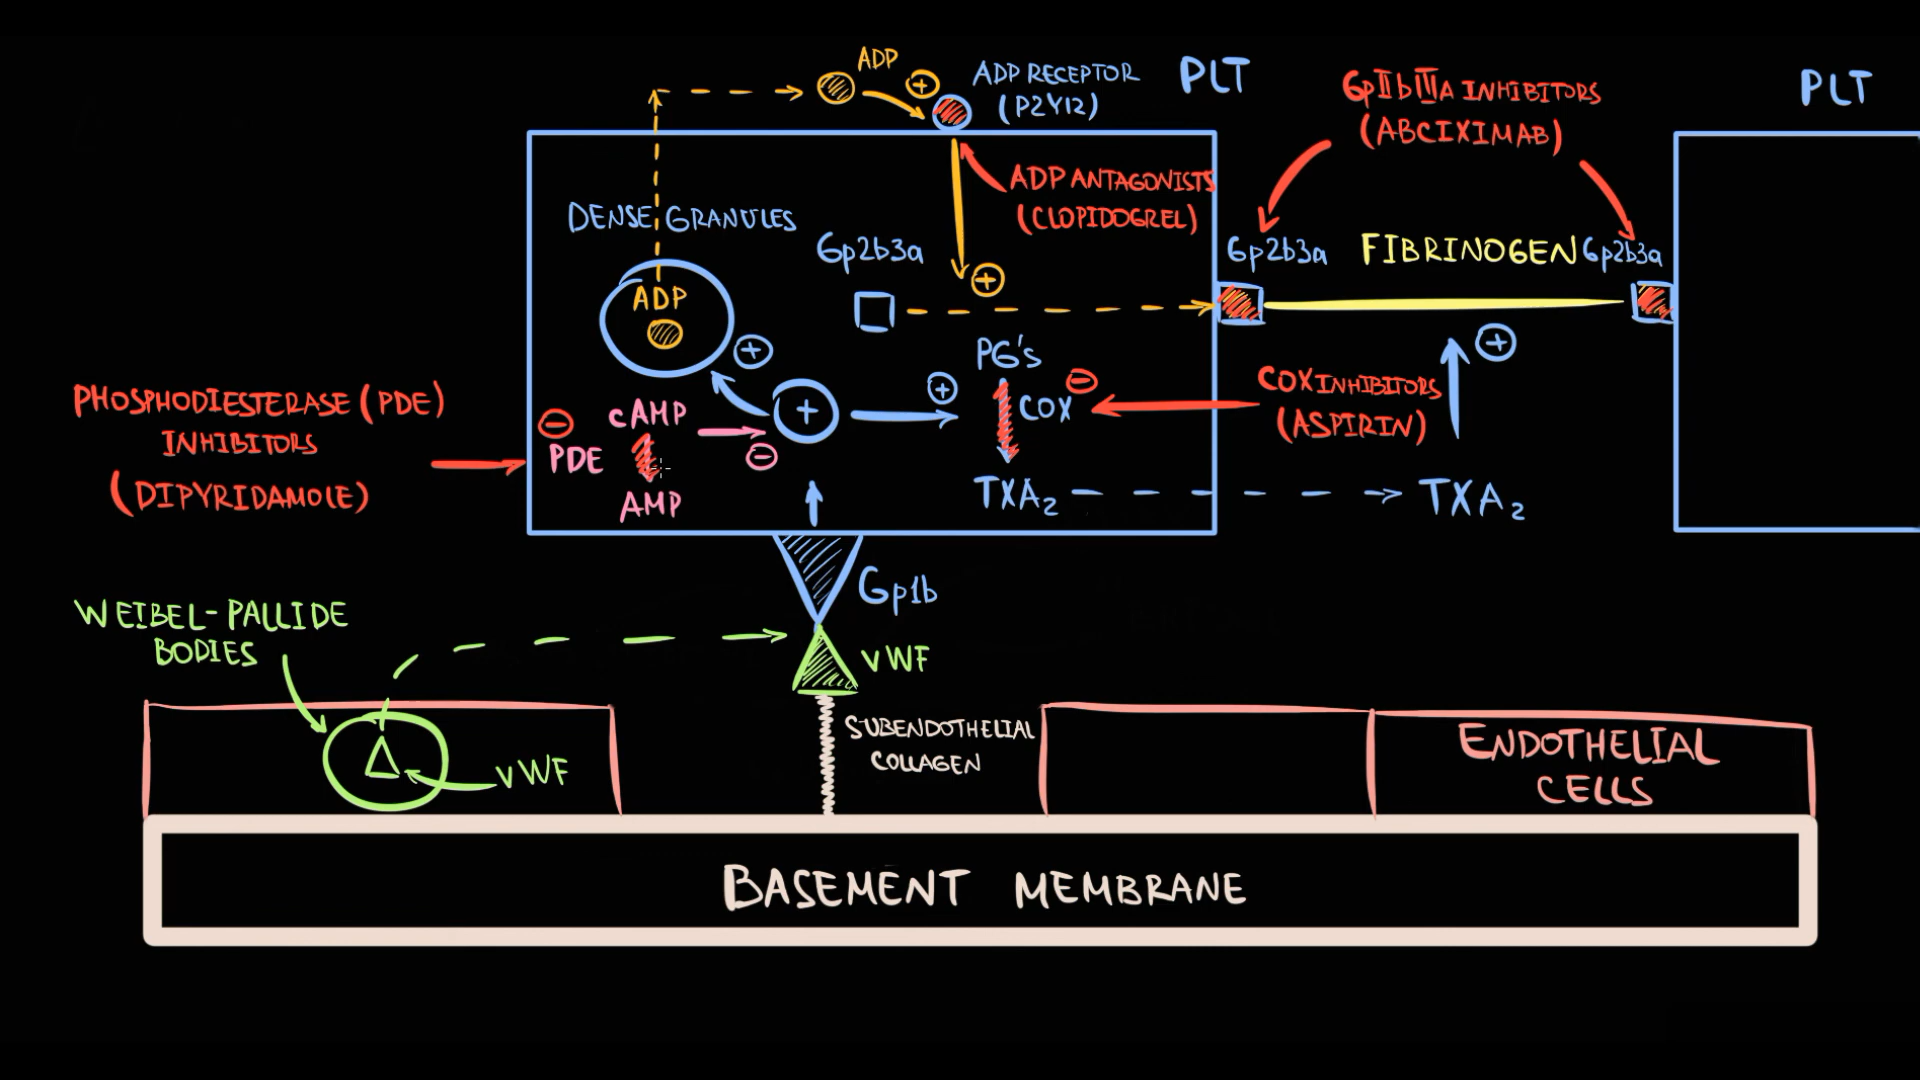 ADP
+
ADP RECEPTOR
(P2Y12)
PLT
GpIIbIIIa INHIBITORS
(ABCIXIMAB)
PLT
ADP ANTAGONISTS
(CLOPIDOGREL)
DENSE GRANULES
Gp2b3a
Gp2b3a
FIBRINOGEN
Gp2b3a
+
ADP
+
PG's
+
+
+
COX
-
COX INHIBITORS
(ASPIRIN)
PHOSPHODIESTERASE (PDE)
INHIBITORS
(DIPYRIDAMOLE)
-
cAMP
-
PDE
AMP
TXA2
TXA2
Gp1b
WEIBEL-PALLIDE
BODIES
vWF
SUBENDOTHELIAL
COLLAGEN
vWF
ENDOTHELIAL
CELLS
BASEMENT MEMBRANE